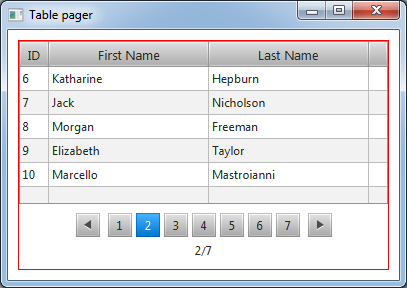 Table pager
ID First Name Last Name
6 Katharine Hepburn
7 Jack Nicholson
8 Morgan Freeman
9 Elizabeth Taylor
10 Marcello Mastroianni
1 2 3 4 5 6 7
2/7